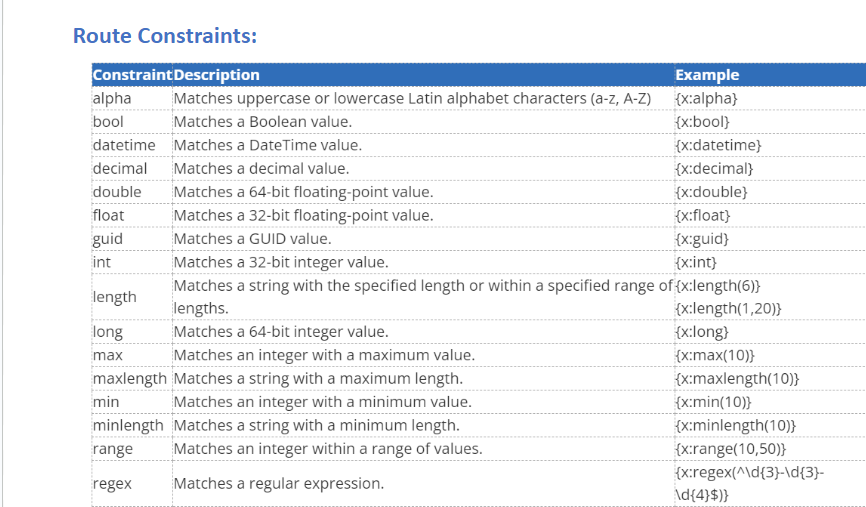 Route Constraints:
Constraint Description Example
alpha Matches uppercase or lowercase Latin alphabet characters (a-z, A-Z) {x:alpha}
bool Matches a Boolean value. {x:bool}
datetime Matches a DateTime value. {x:datetime}
decimal Matches a decimal value. {x:decimal}
double Matches a 64-bit floating-point value. {x:double}
float Matches a 32-bit floating-point value. {x:float}
guid Matches a GUID value. {x:guid}
int Matches a 32-bit integer value. {x:int}
length Matches a string with the specified length or within a specified range of {x:length(6)}
lengths. {x:length(1,20)}
long Matches a 64-bit integer value. {x:long}
max Matches an integer with a maximum value. {x:max(10)}
maxlength Matches a string with a maximum length. {x:maxlength(10)}
min Matches an integer with a minimum value. {x:min(10)}
minlength Matches a string with a minimum length. {x:minlength(10)}
range Matches an integer within a range of values. {x:range(10,50)}
regex Matches a regular expression. {x:regex(^\d{3}-\d{3}-
\d{4}$)}